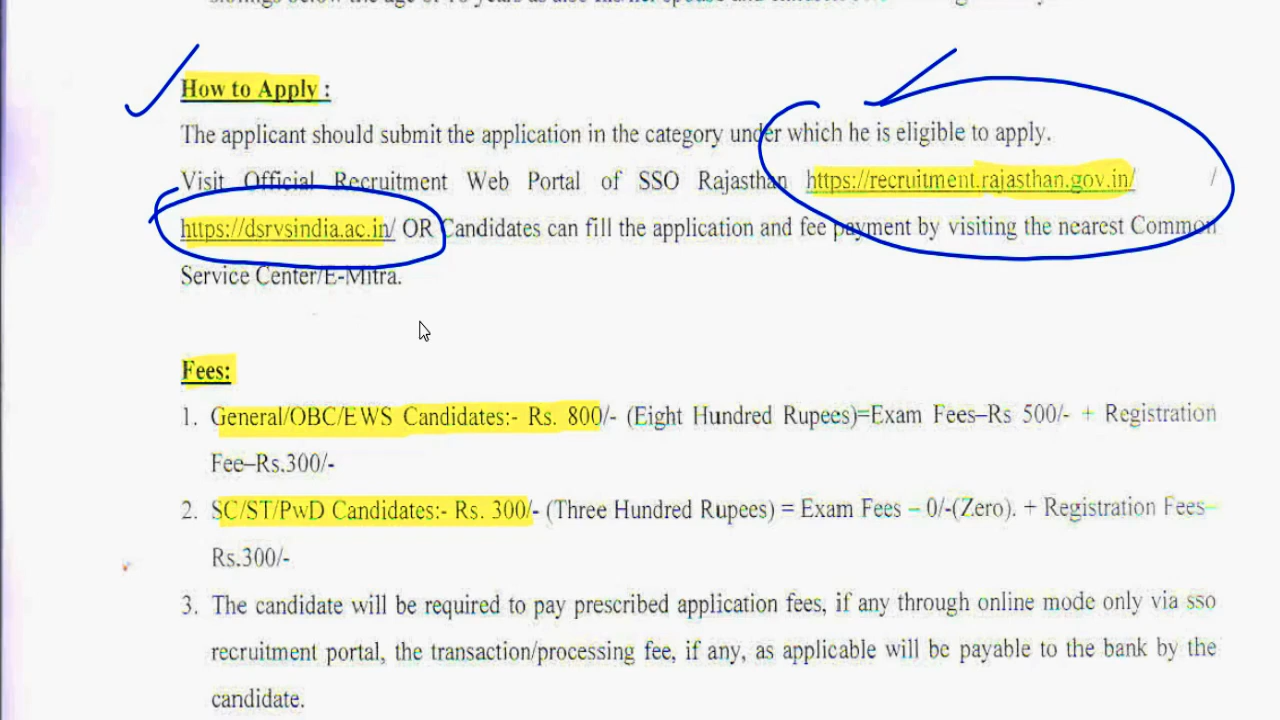 How to Apply :
The applicant should submit the application in the category under which he is eligible to apply.
Visit Official Recruitment Web Portal of SSO Rajasthan https://recruitment.rajasthan.gov.in/ /
https://dsrvsindia.ac.in/ OR Candidates can fill the application and fee payment by visiting the nearest Common
Service Center/E-Mitra.
Fees:
1. General/OBC/EWS Candidates:- Rs. 800/- (Eight Hundred Rupees)=Exam Fees–Rs 500/- + Registration
Fee–Rs.300/-
2. SC/ST/PwD Candidates:- Rs. 300/- (Three Hundred Rupees) = Exam Fees – 0/-(Zero). + Registration Fees–
Rs.300/-
3. The candidate will be required to pay prescribed application fees, if any through online mode only via sso
recruitment portal, the transaction/processing fee, if any, as applicable will be payable to the bank by the
candidate.